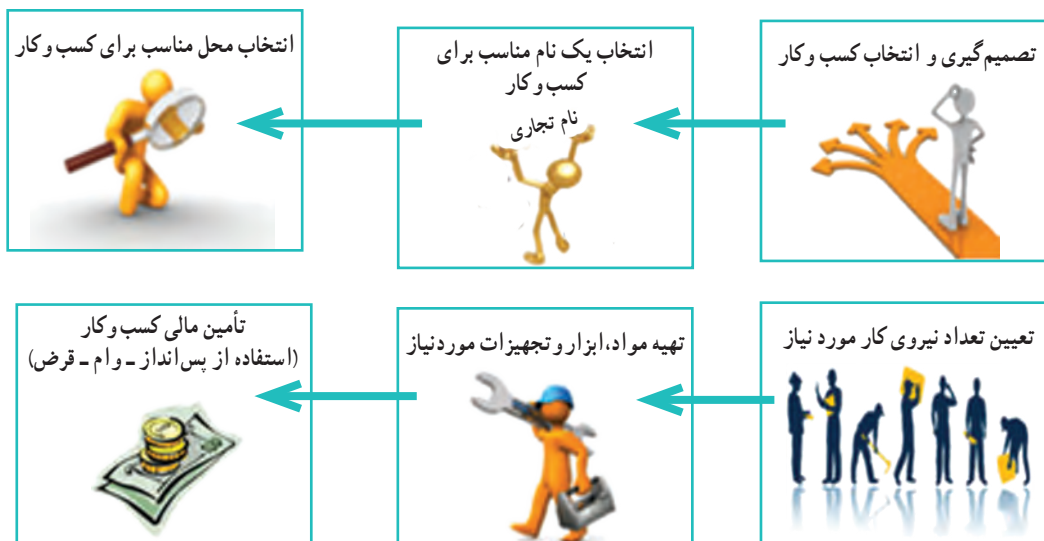 تصمیم‌گیری و انتخاب کسب و کار
انتخاب یک نام مناسب برای
کسب و کار
نام تجاری
انتخاب محل مناسب برای کسب و کار
تعیین تعداد نیروی کار مورد نیاز
تهیه مواد، ابزار و تجهیزات موردنیاز
تأمین مالی کسب و کار
(استفاده از پس‌انداز ـ وام ـ قرض)